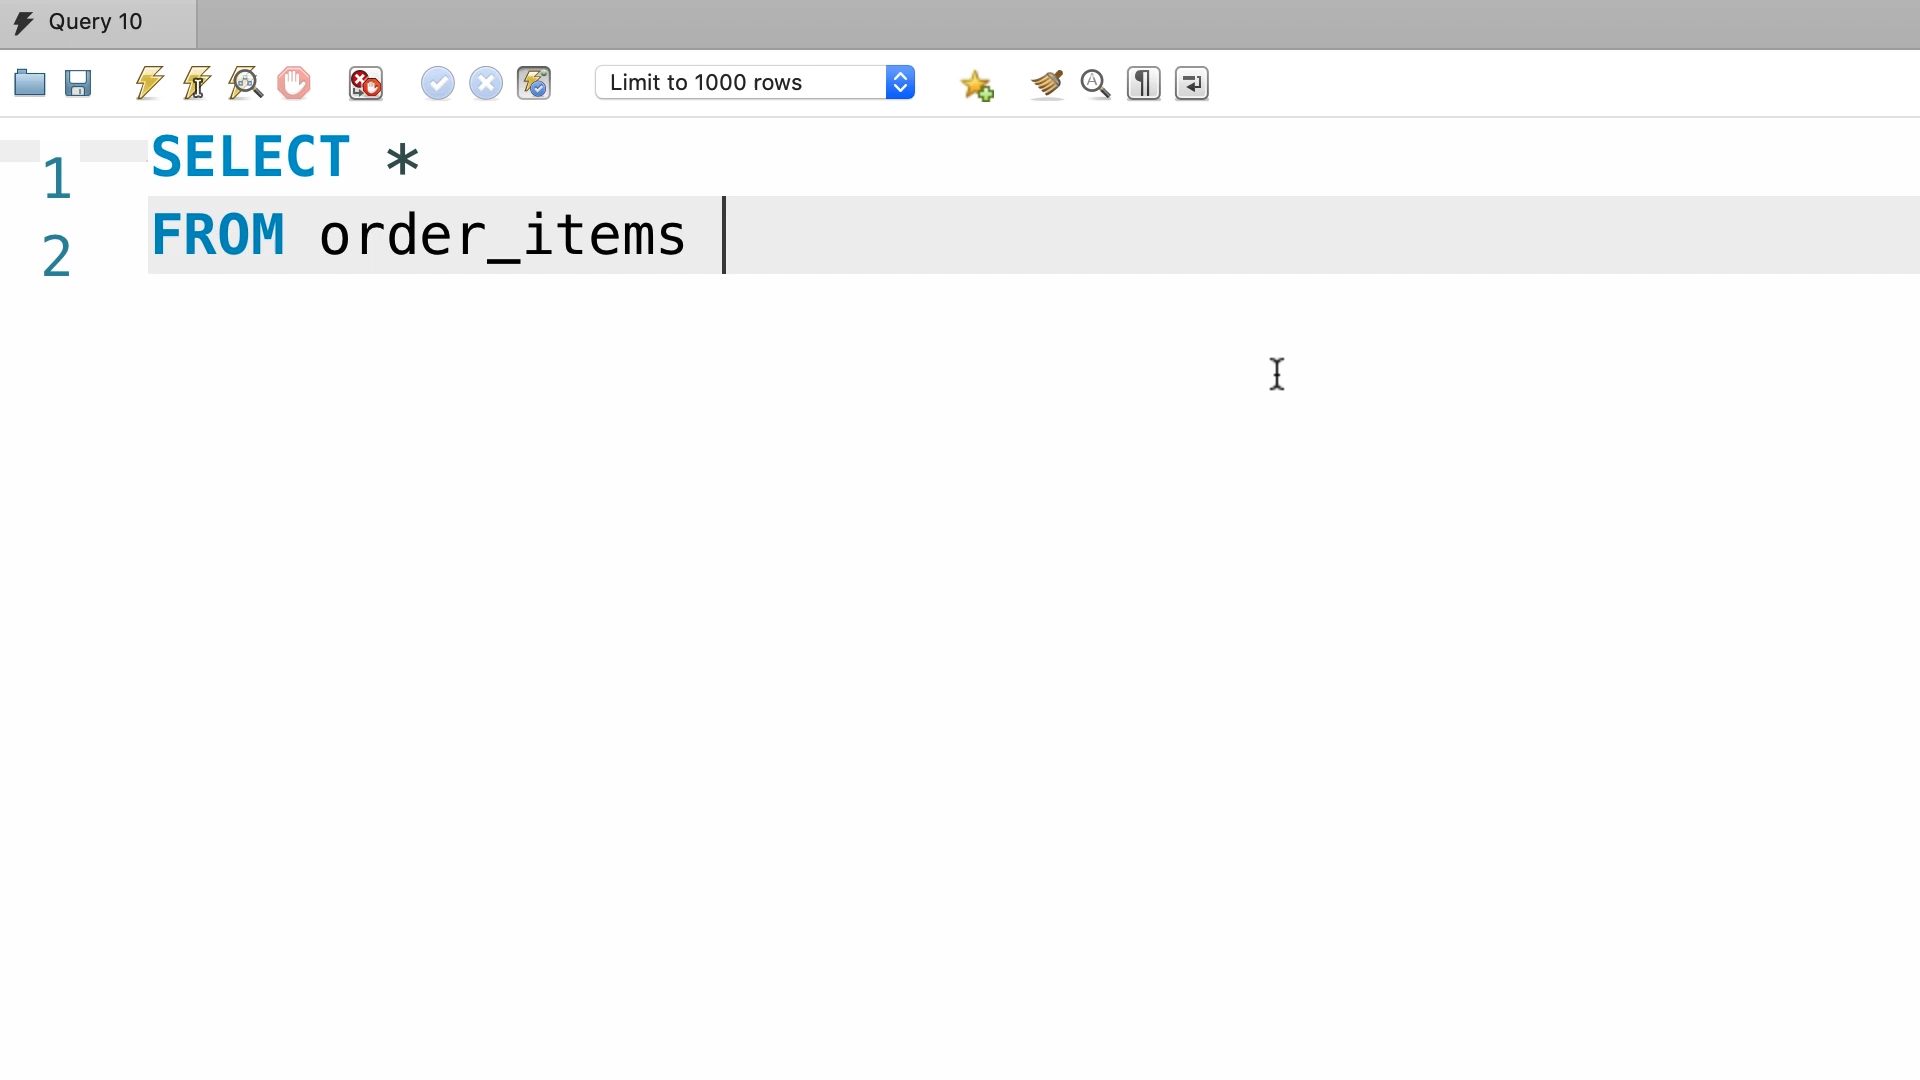 Query 10
Limit to 1000 rows
1 SELECT *
2 FROM order_items